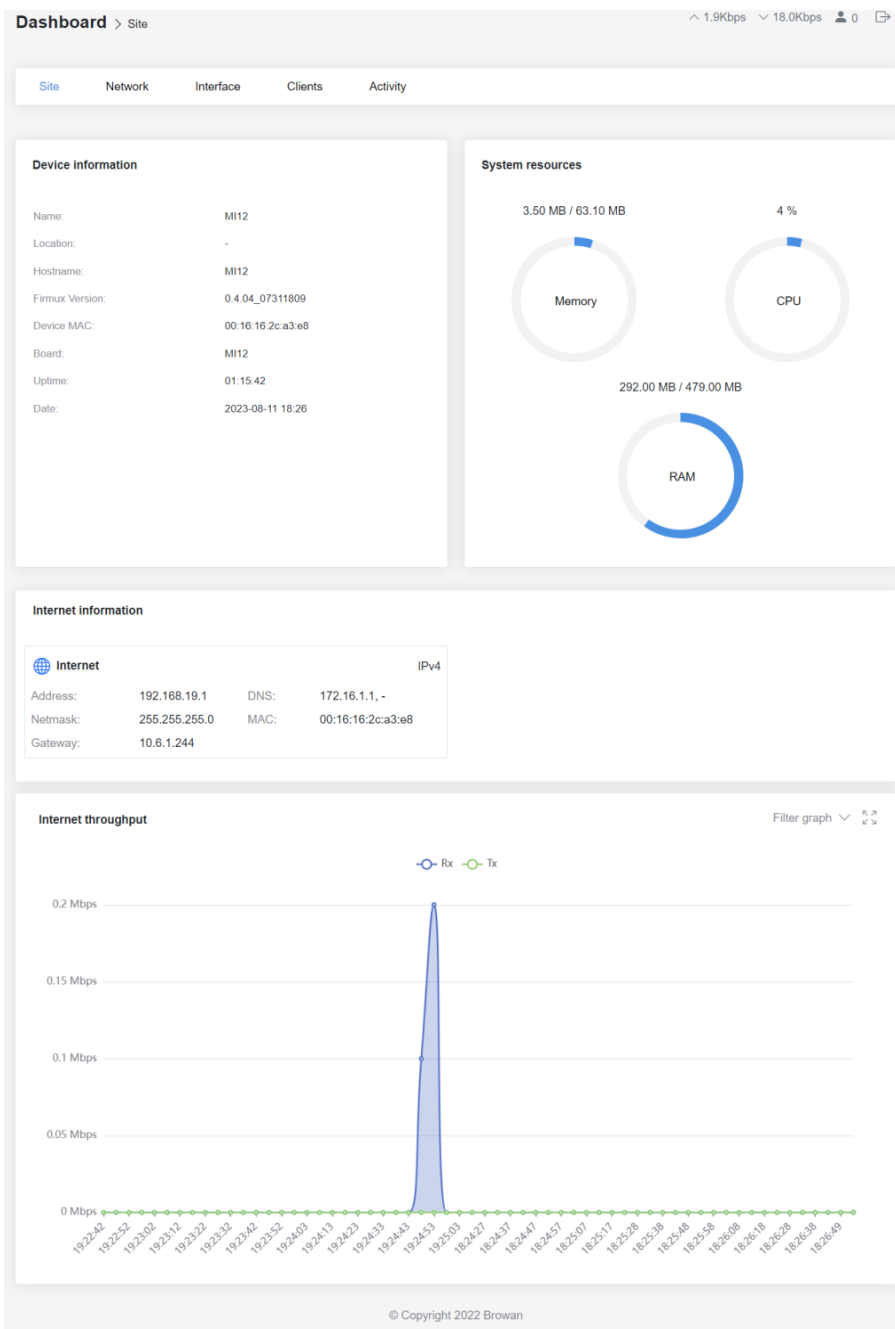 Dashboard > Site
1.9Kbps 18.0Kbps 0
Site Network Interface Clients Activity
Device information
Name: MI12
Location: -
Hostname: MI12
Firmux Version: 0.4.04_07311809
Device MAC: 00:16:16:2c:a3:e8
Board: MI12
Uptime: 01:15:42
Date: 2023-08-11 18:26
System resources
3.50 MB / 63.10 MB
Memory
4 %
CPU
292.00 MB / 479.00 MB
RAM
Internet information
Internet IPv4
Address: 192.168.19.1 DNS: 172.16.1.1, -
Netmask: 255.255.255.0 MAC: 00:16:16:2c:a3:e8
Gateway: 10.6.1.244
Internet throughput
Filter graph
Rx Tx
0.2 Mbps
0.15 Mbps
0.1 Mbps
0.05 Mbps
0 Mbps
19:22:42 19:22:52 19:23:02 19:23:12 19:23:22 19:23:32 19:23:42 19:23:52 19:24:03 19:24:13 19:24:23 19:24:33 19:24:43 19:24:53 19:25:03 18:24:27 18:24:37 18:24:47 18:24:57 18:25:07 18:25:17 18:25:28 18:25:38 18:25:48 18:25:58 18:26:08 18:26:18 18:26:28 18:26:38 18:26:49
© Copyright 2022 Browan